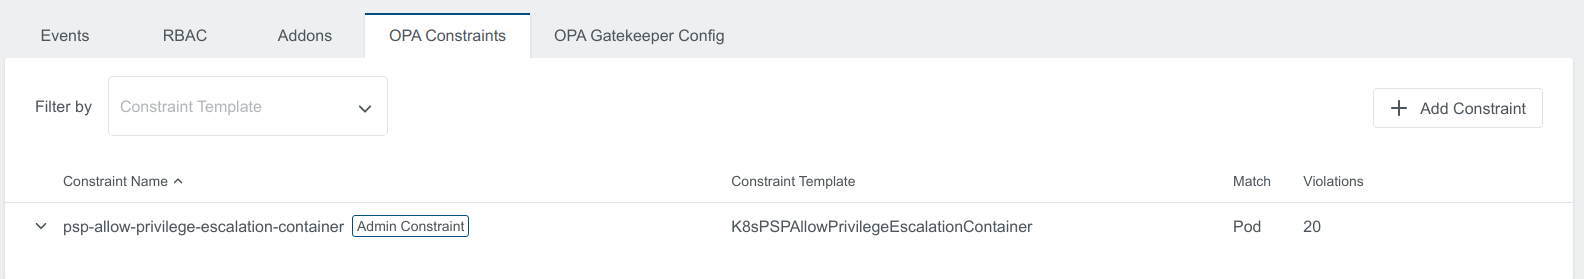 Events RBAC Addons OPA Constraints OPA Gatekeeper Config
Filter by Constraint Template
Add Constraint
Constraint Name Constraint Template Match Violations
psp-allow-privilege-escalation-container Admin Constraint K8sPSPAllowPrivilegeEscalationContainer Pod 20